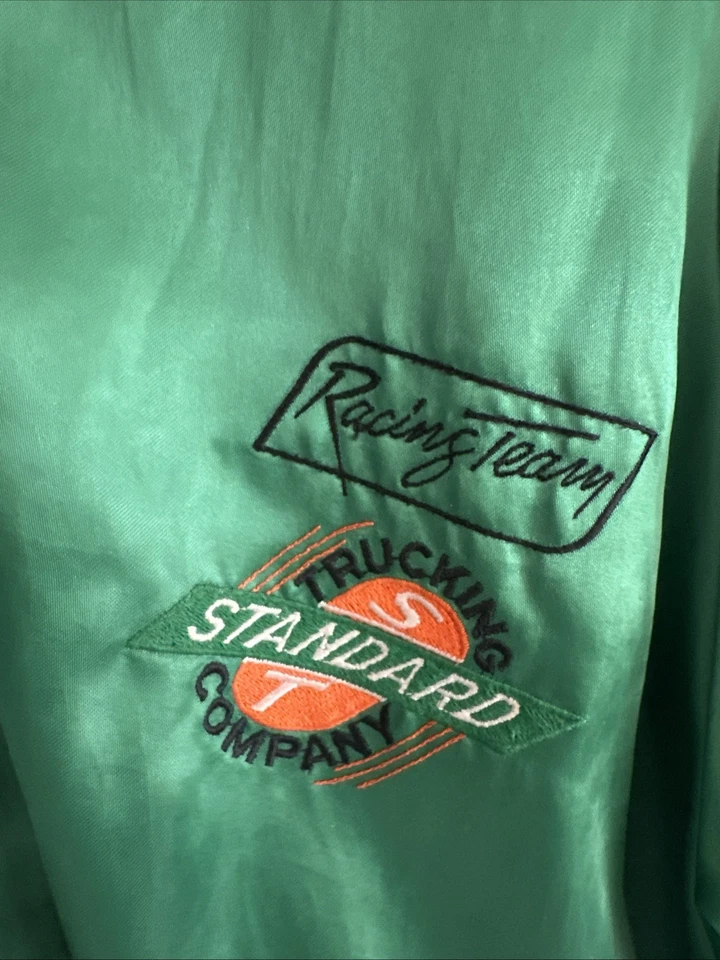 Racing Team
TRUCKING
S
STANDARD
T
COMPANY